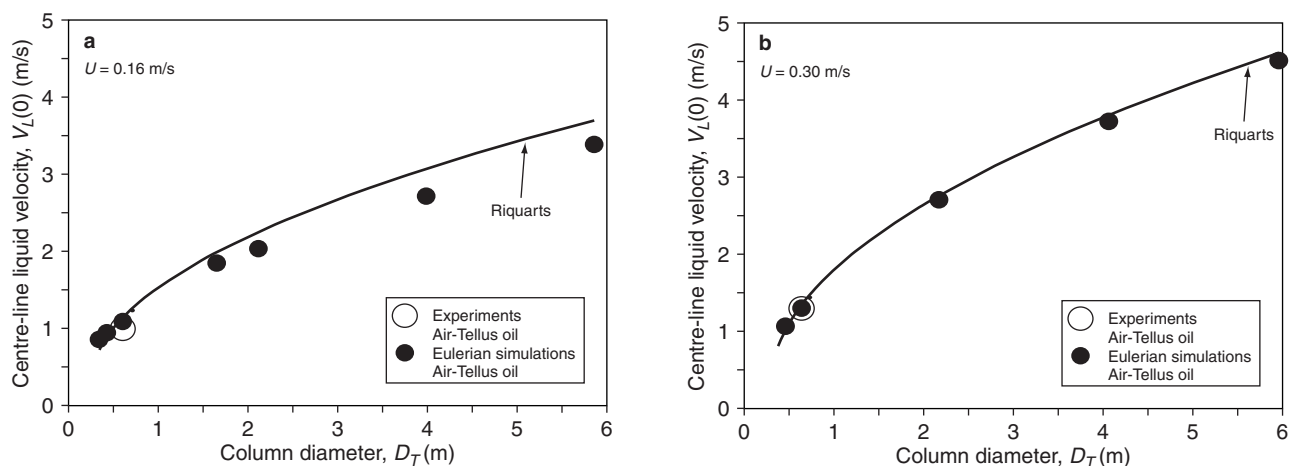 a
U = 0.16 m/s
Centre-line liquid velocity, V_L(0) (m/s)
5
4
3
2
1
0
Riquarts
Experiments
Air-Tellus oil
Eulerian simulations
Air-Tellus oil
0 1 2 3 4 5 6
Column diameter, D_T (m)
b
U = 0.30 m/s
Centre-line liquid velocity, V_L(0) (m/s)
5
4
3
2
1
0
Riquarts
Experiments
Air-Tellus oil
Eulerian simulations
Air-Tellus oil
0 1 2 3 4 5 6
Column diameter, D_T (m)